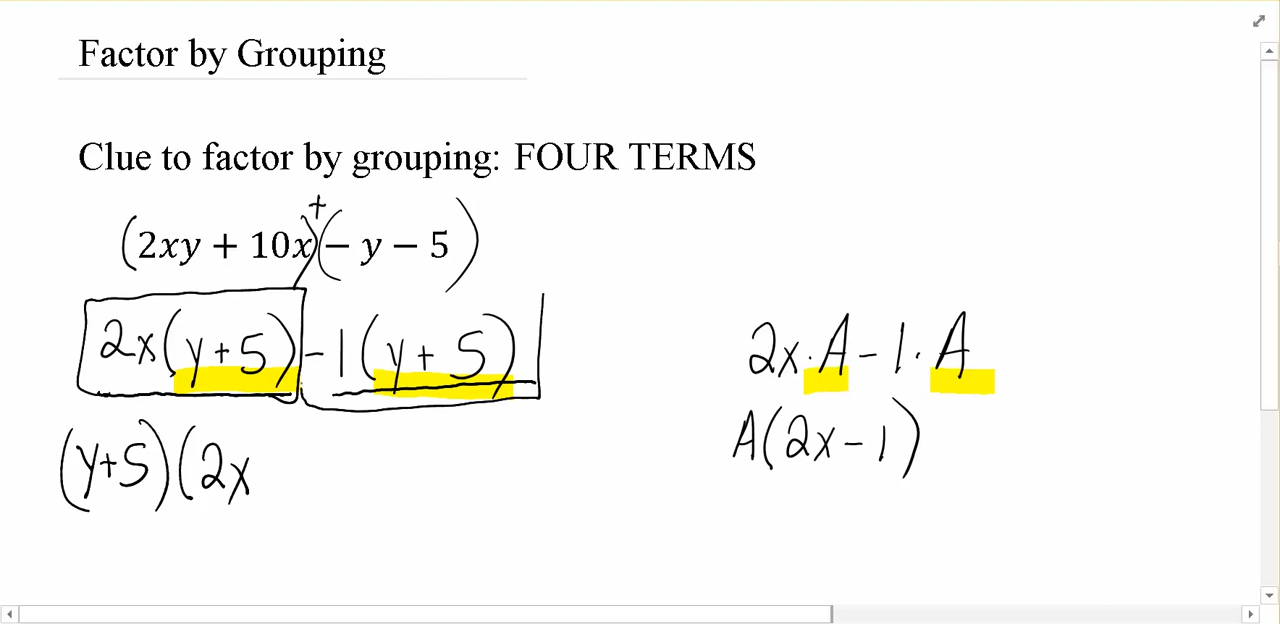 Factor by Grouping
Clue to factor by grouping: FOUR TERMS
(2xy + 10x)+(− y − 5)
2x(y+5) −1(y+5)
(y+5)(2x
2x·A−1·A
A(2x−1)